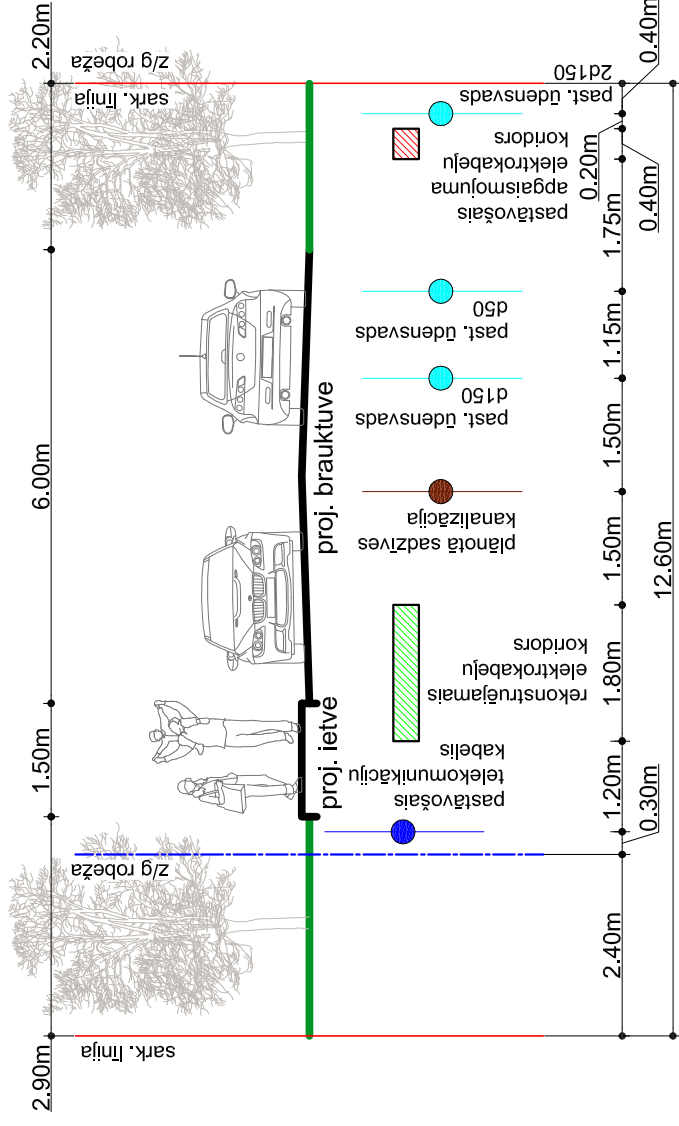 2.90m
1.50m
6.00m
2.20m
sark. līnija
z/g robeža
sark. līnija
z/g robeža
proj. ietve
proj. brauktuve
pastāvošais
telekomunikāciju
kabelis
rekonstruējamais
elektrokabeļu
koridors
plānotā sadzīves
kanalizācija
past. ūdensvads
d150
past. ūdensvads
d50
pastāvošais
apgaismojuma
elektrokabeļu
koridors
past. ūdensvads
2d150
2.40m
0.30m
1.20m
1.80m
1.50m
1.50m
1.15m
1.75m
0.40m
0.20m
0.40m
12.60m